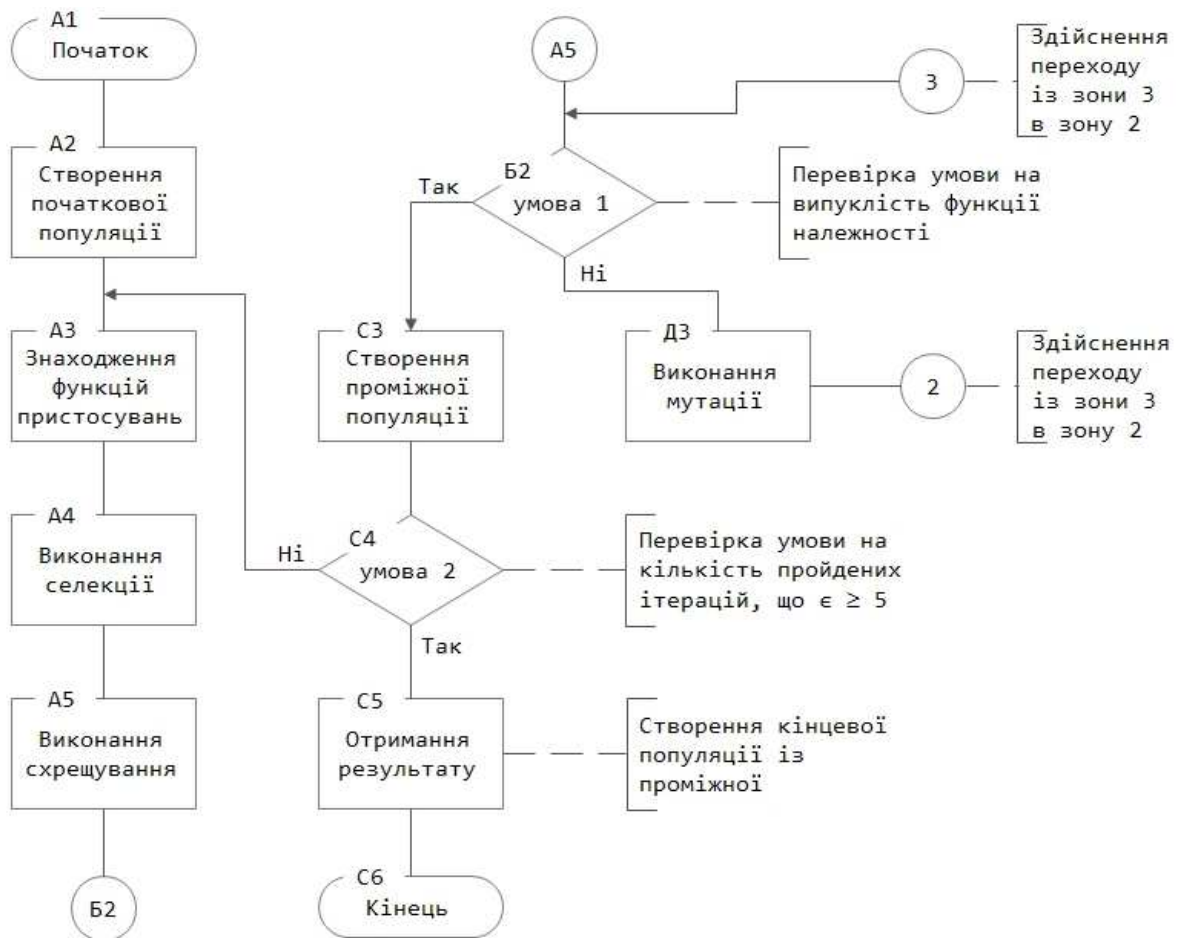 А1
Початок
А2
Створення
початкової
популяції
А3
Знаходження
функцій
пристосувань
А4
Виконання
селекції
А5
Виконання
схрещування
Б2
А5
3
Здійснення
переходу
із зони 3
в зону 2
Б2
умова 1
Так
Ні
Перевірка умови на
випуклість функції
належності
С3
Створення
проміжної
популяції
Д3
Виконання
мутації
2
Здійснення
переходу
із зони 3
в зону 2
С4
умова 2
Ні
Так
Перевірка умови на
кількість пройдених
ітерацій, що є ≥ 5
С5
Отримання
результату
Створення кінцевої
популяції із
проміжної
С6
Кінець